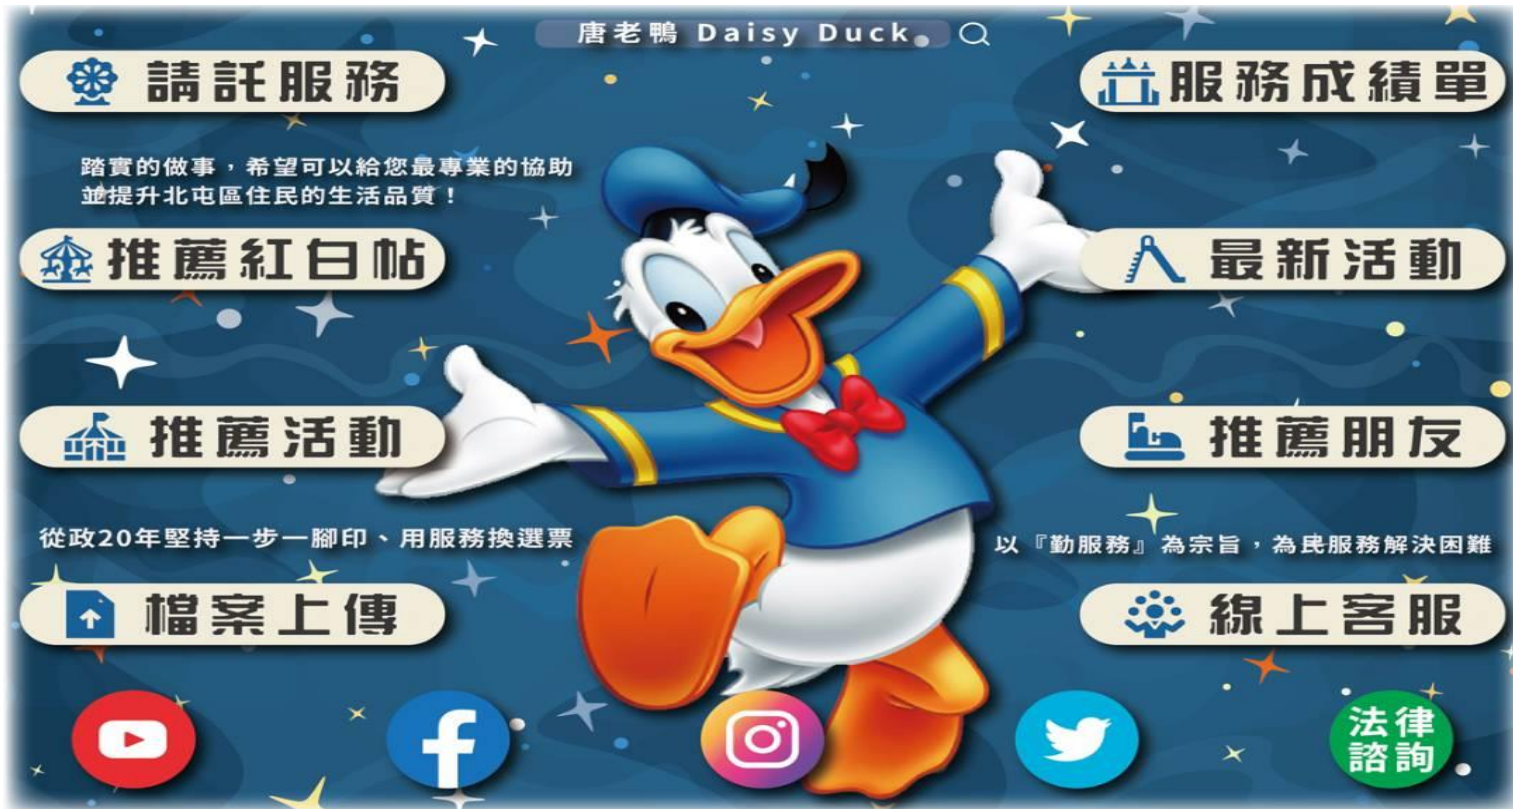 唐老鴨 Daisy Duck
請託服務
服務成績單
踏實的做事，希望可以給您最專業的協助
並提升北屯區住民的生活品質！
推薦紅白帖
最新活動
推薦活動
推薦朋友
從政20年堅持一步一腳印、用服務換選票
以『勤服務』為宗旨，為民服務解決困難
檔案上傳
線上客服
法律
諮詢